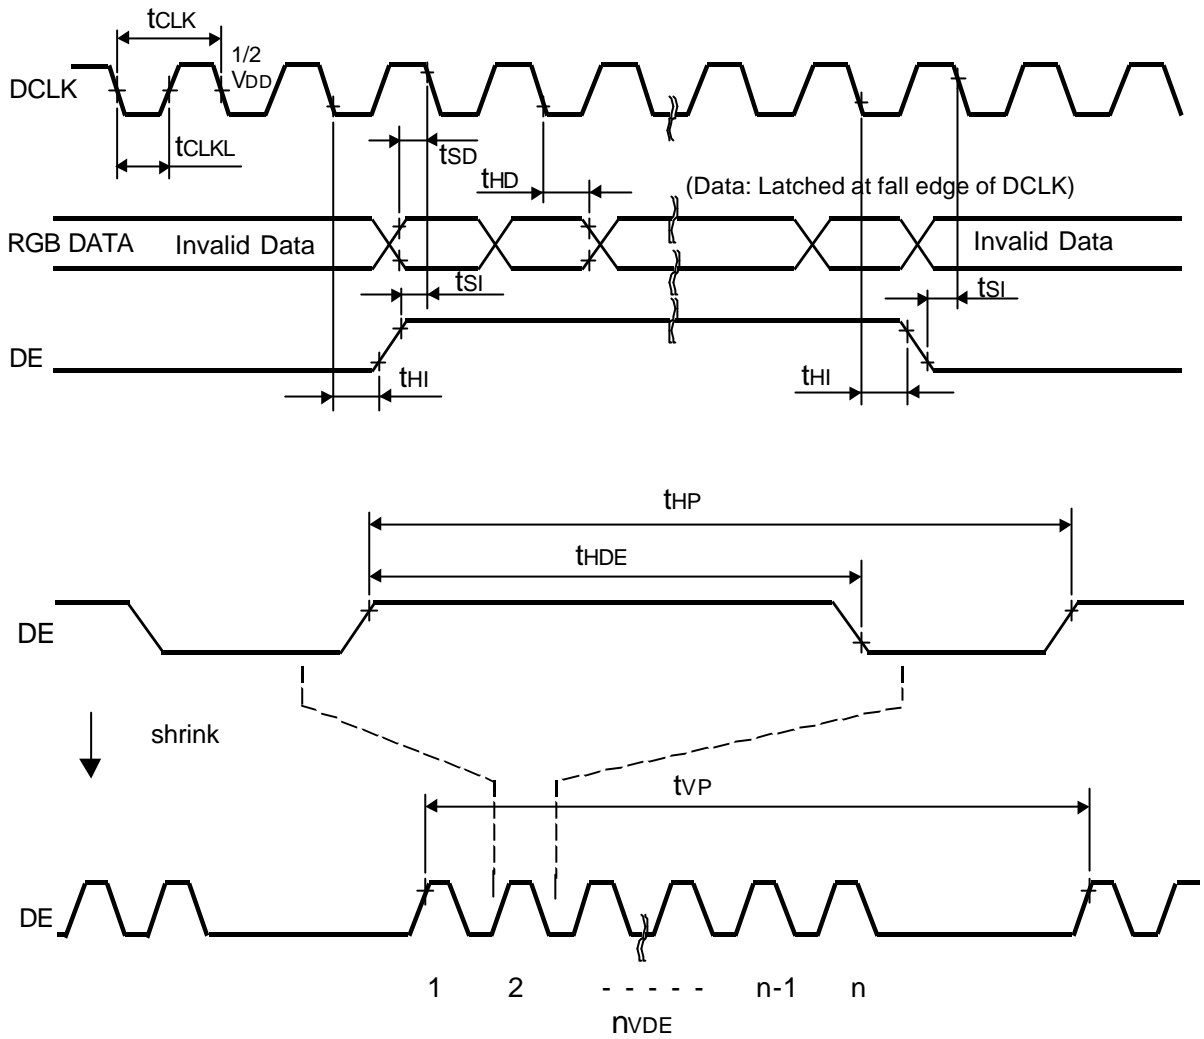 tCLK
1/2
VDD
DCLK
tCLKL
tSD
tHD
(Data: Latched at fall edge of DCLK)
RGB DATA Invalid Data Invalid Data
tSI tSI
DE
tHI tHI
tHP
tHDE
DE
shrink
tVP
DE
1 2 - - - - - n-1 n
nVDE